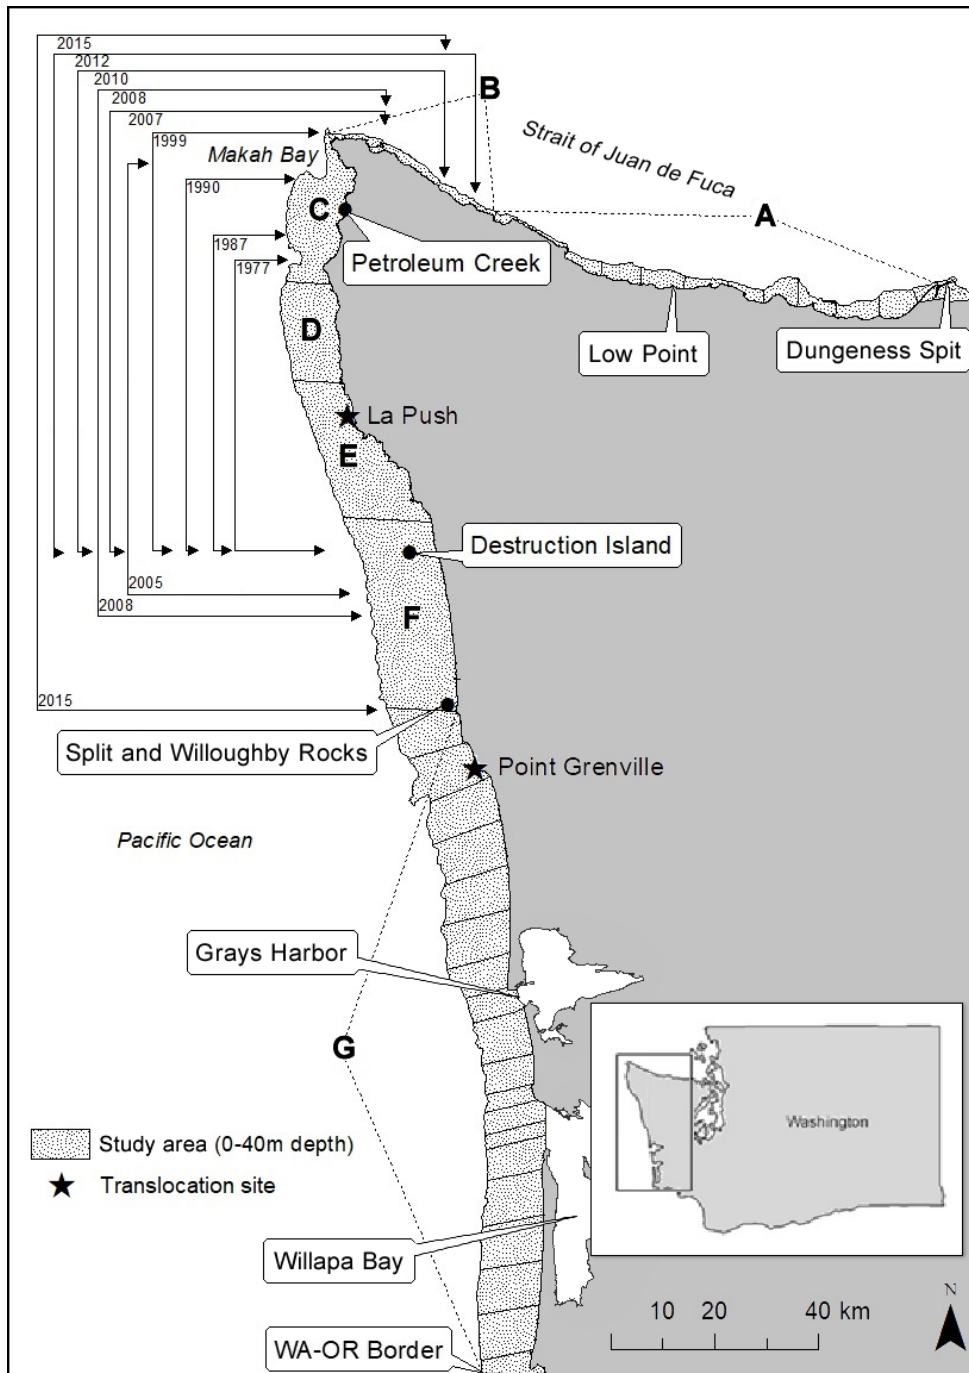 2015
2012
2010
2008
2007
1999
1990
1987
1977
B
Strait of Juan de Fuca
Makah Bay
C
A
Petroleum Creek
D
Low Point
Dungeness Spit
La Push
E
Destruction Island
2005
2008
F
2015
Split and Willoughby Rocks
Point Grenville
Pacific Ocean
Grays Harbor
G
Washington
Study area (0-40m depth)
Translocation site
Willapa Bay
N
10 20 40 km
WA-OR Border